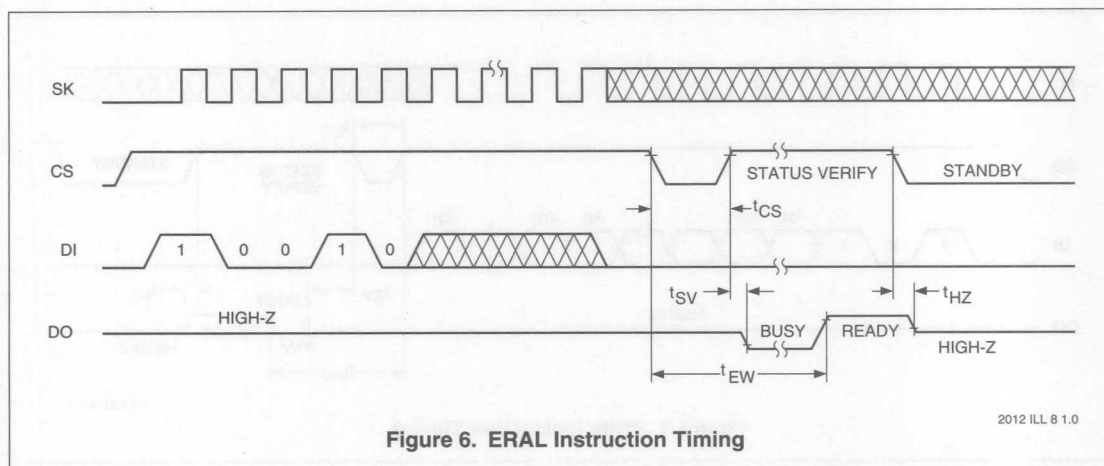 SK
CS
STATUS VERIFY
STANDBY
tCS
DI
1 0 0 1 0
tSV
tHZ
DO
HIGH-Z
BUSY
READY
HIGH-Z
tEW
2012 ILL 8 1.0
Figure 6. ERAL Instruction Timing